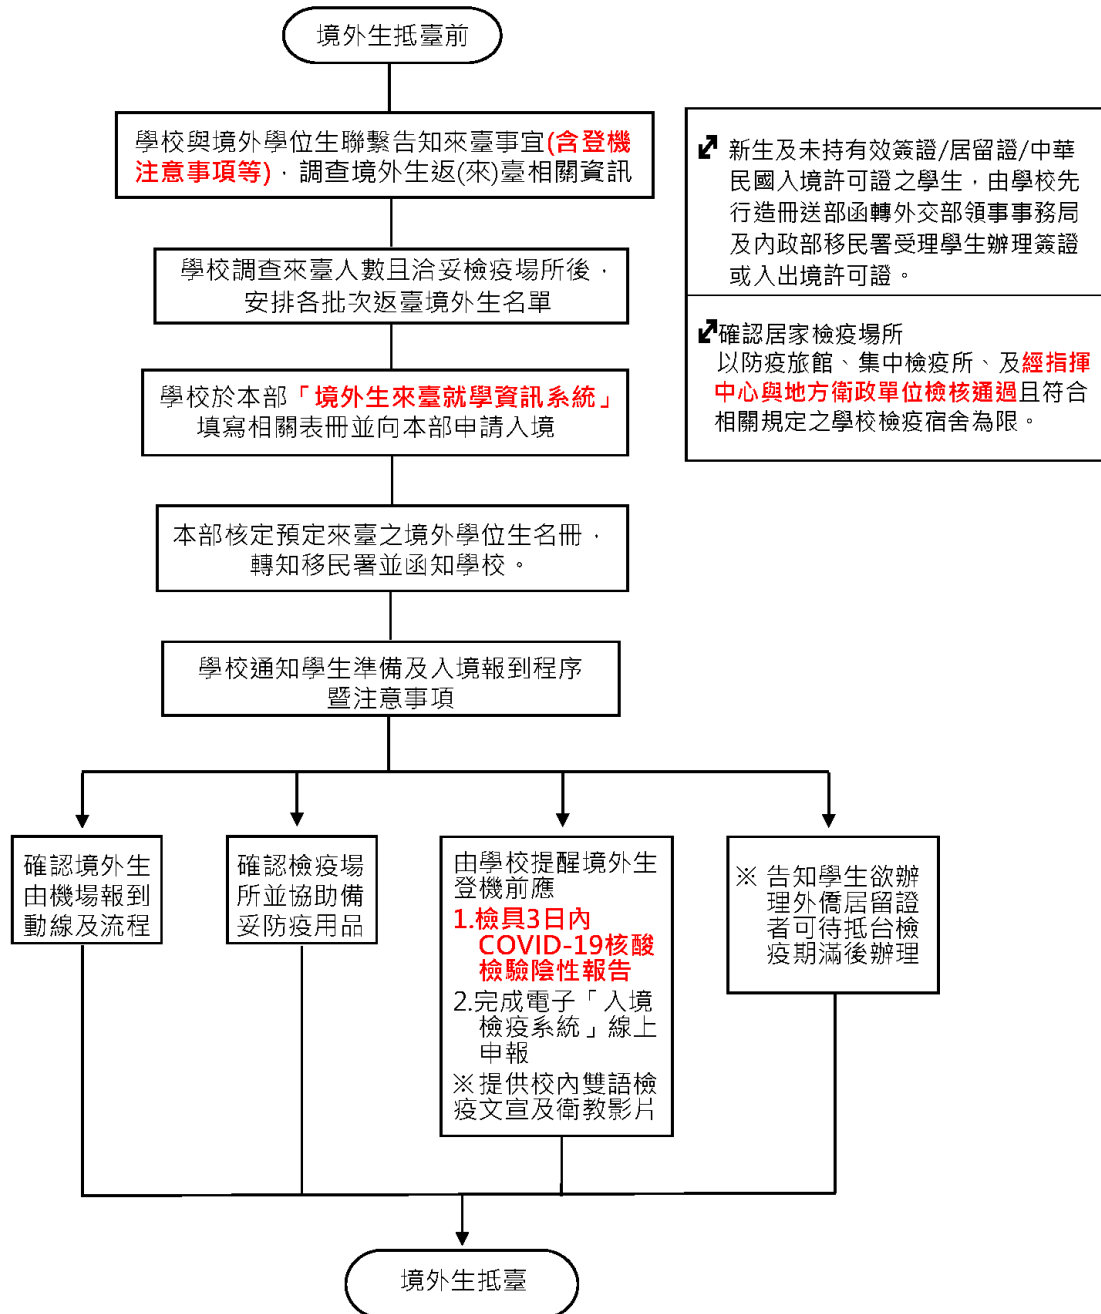 境外生抵臺前
學校與境外學位生聯繫告知來臺事宜(含登機
注意事項等)，調查境外生返(來)臺相關資訊
學校調查來臺人數且洽妥檢疫場所後，
安排各批次返臺境外生名單
學校於本部「境外生來臺就學資訊系統」
填寫相關表冊並向本部申請入境
本部核定預定來臺之境外學位生名冊，
轉知移民署並函知學校。
學校通知學生準備及入境報到程序
暨注意事項
新生及未持有效簽證/居留證/中華
民國入境許可證之學生，由學校先
行造冊送部函轉外交部領事事務局
及內政部移民署受理學生辦理簽證
或入出境許可證。
確認居家檢疫場所
以防疫旅館、集中檢疫所、及經指揮
中心與地方衛政單位檢核通過且符合
相關規定之學校檢疫宿舍為限。
確認境外生
由機場報到
動線及流程
確認檢疫場
所並協助備
妥防疫用品
由學校提醒境外生
登機前應
1.檢具3日內
COVID-19核酸
檢驗陰性報告
2.完成電子「入境
檢疫系統」線上
申報
※提供校內雙語檢
疫文宣及衛教影片
※ 告知學生欲辦
理外僑居留證
者可待抵台檢
疫期滿後辦理
境外生抵臺